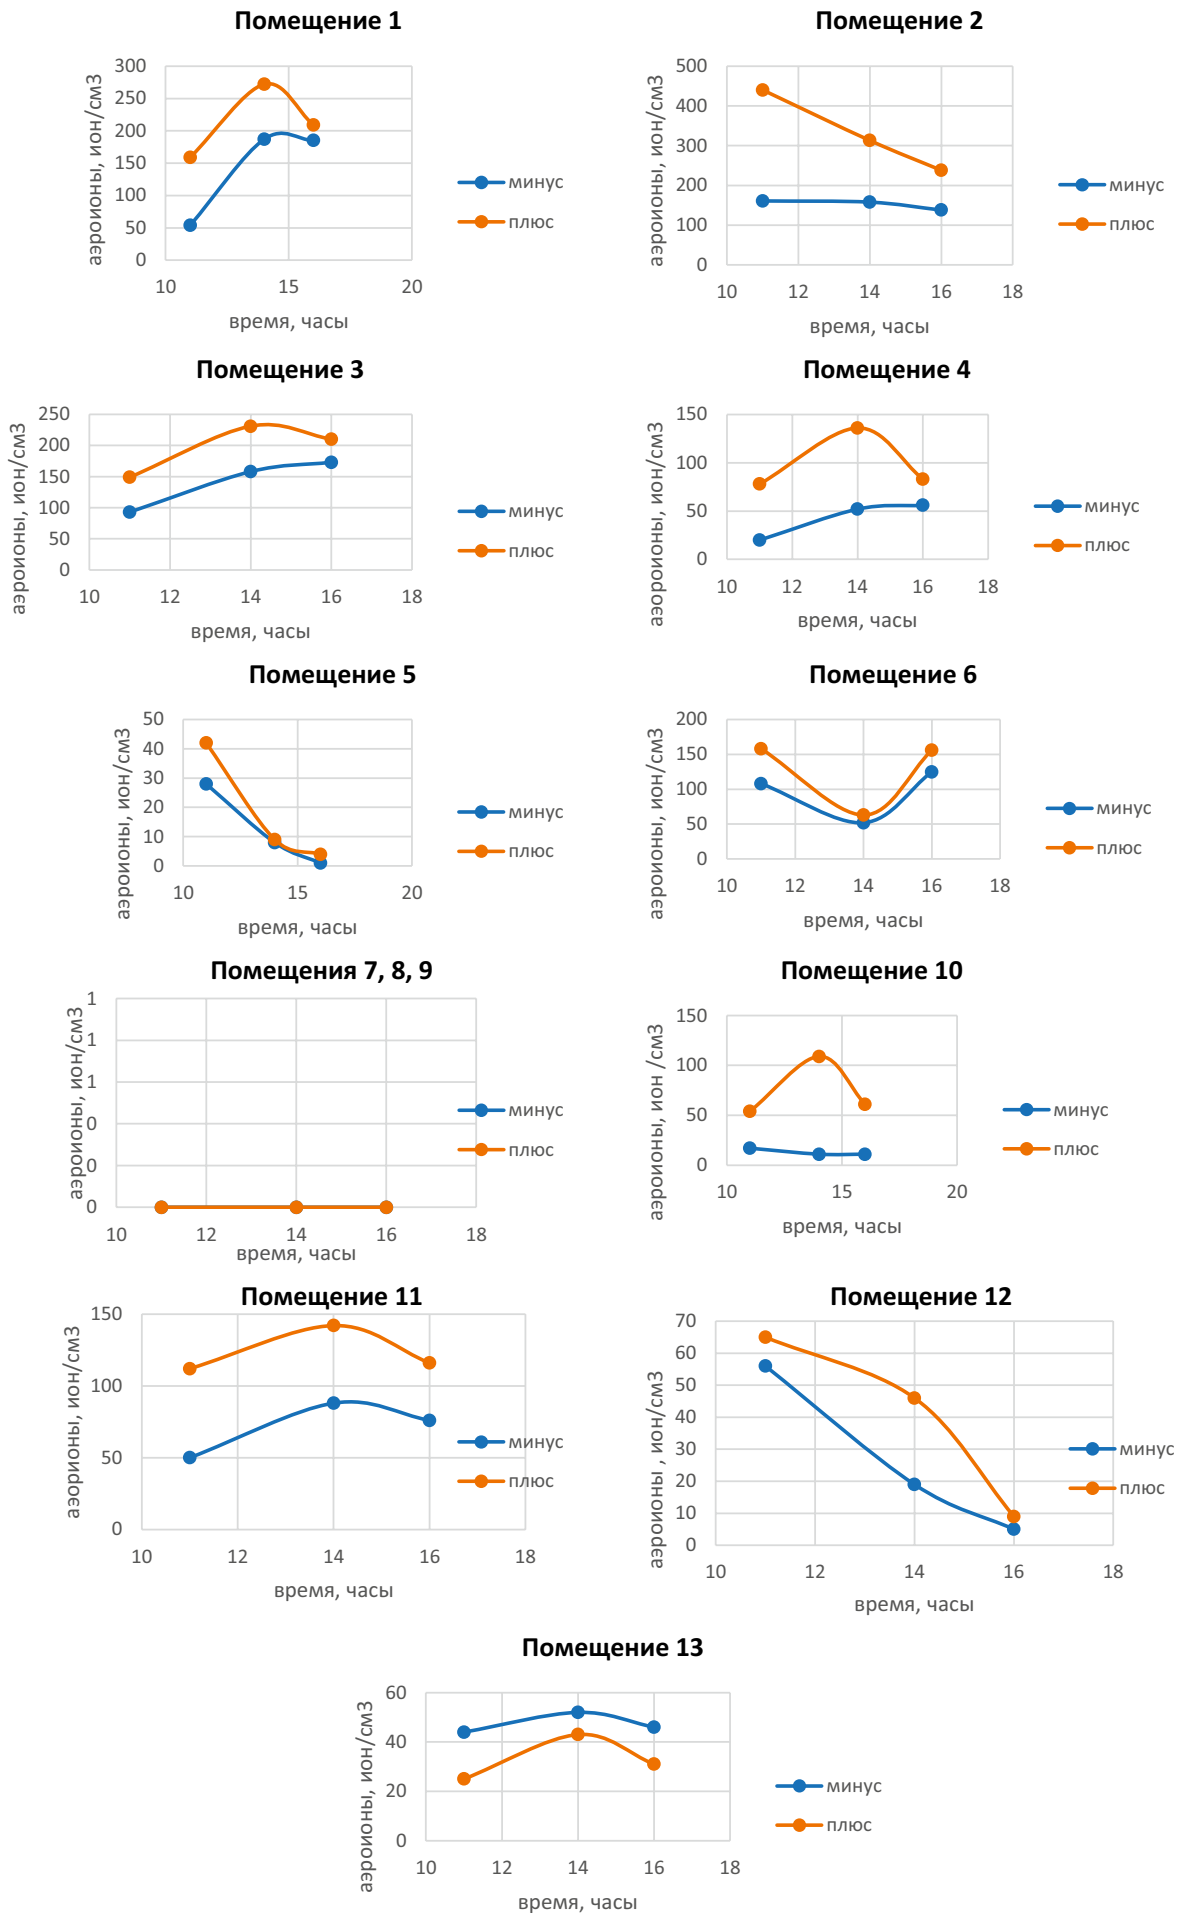 Помещение 1
аэроионы, ион/см3
300
250
200
150
100
50
0
10 15 20
время, часы
минус
плюс
Помещение 2
аэроионы, ион/см3
500
400
300
200
100
0
10 12 14 16 18
время, часы
минус
плюс
Помещение 3
аэроионы, ион/см3
250
200
150
100
50
0
10 12 14 16 18
время, часы
минус
плюс
Помещение 4
аэороионы, ион/см3
150
100
50
0
10 12 14 16 18
время, часы
минус
плюс
Помещение 5
аэроионы, ион/см3
50
40
30
20
10
0
10 15 20
время, часы
минус
плюс
Помещение 6
аэроионы, ион/см3
200
150
100
50
0
10 12 14 16 18
время, часы
минус
плюс
Помещения 7, 8, 9
аэроионы, ион/см3
1
1
1
0
0
0
10 12 14 16 18
время, часы
минус
плюс
Помещение 10
аэроионы, ион /см3
150
100
50
0
10 15 20
время, часы
минус
плюс
Помещение 11
аэорионы, ион/см3
150
100
50
0
10 12 14 16 18
время, часы
минус
плюс
Помещение 12
аэроионы , ион/см3
70
60
50
40
30
20
10
0
10 12 14 16 18
время, часы
минус
плюс
Помещение 13
аэроионы, ион/см3
60
40
20
0
10 12 14 16 18
время, часы
минус
плюс